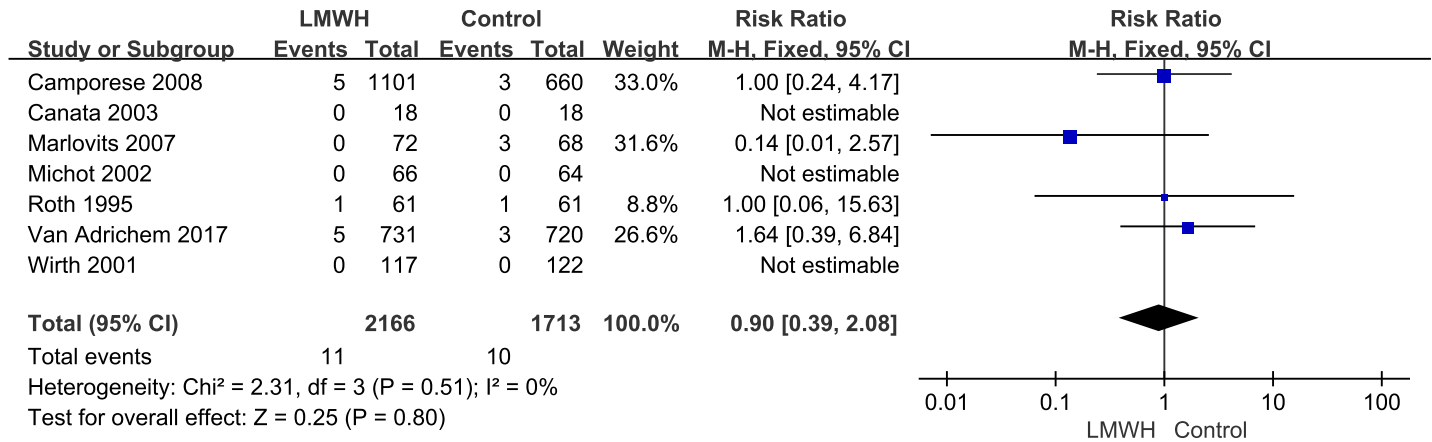 LMWH Control Risk Ratio Risk Ratio
Study or Subgroup Events Total Events Total Weight M-H, Fixed, 95% CI M-H, Fixed, 95% CI
Camporese 2008 5 1101 3 660 33.0% 1.00 [0.24, 4.17]
Canata 2003 0 18 0 18 Not estimable
Marlovits 2007 0 72 3 68 31.6% 0.14 [0.01, 2.57]
Michot 2002 0 66 0 64 Not estimable
Roth 1995 1 61 1 61 8.8% 1.00 [0.06, 15.63]
Van Adrichem 2017 5 731 3 720 26.6% 1.64 [0.39, 6.84]
Wirth 2001 0 117 0 122 Not estimable
Total (95% CI) 2166 1713 100.0% 0.90 [0.39, 2.08]
Total events 11 10
Heterogeneity: Chi² = 2.31, df = 3 (P = 0.51); I² = 0%
Test for overall effect: Z = 0.25 (P = 0.80)
0.01 0.1 1 10 100
LMWH Control